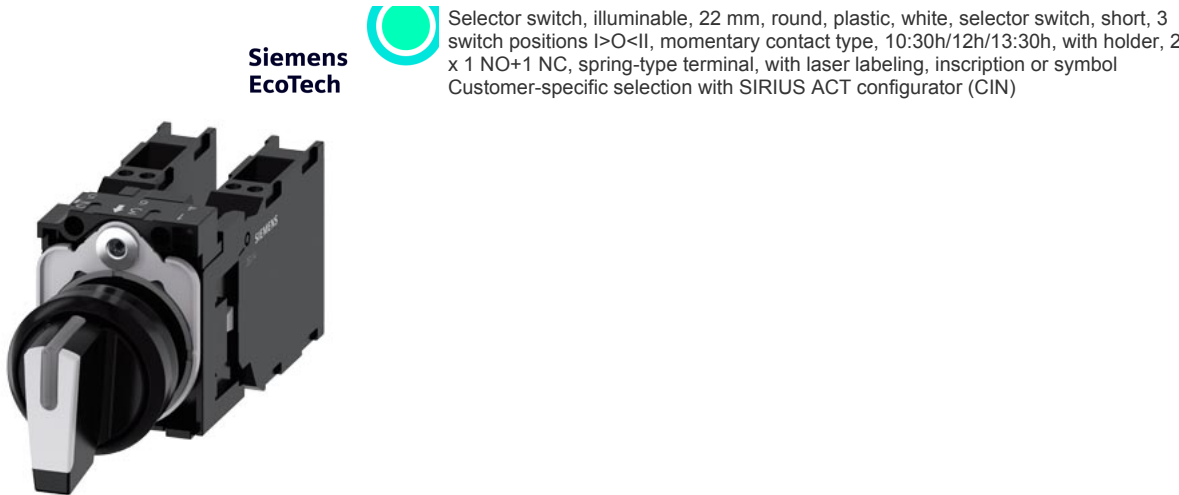 Siemens
EcoTech
Selector switch, illuminable, 22 mm, round, plastic, white, selector switch, short, 3
switch positions I>O<II, momentary contact type, 10:30h/12h/13:30h, with holder, 2
x 1 NO+1 NC, spring-type terminal, with laser labeling, inscription or symbol
Customer-specific selection with SIRIUS ACT configurator (CIN)
SIEMENS